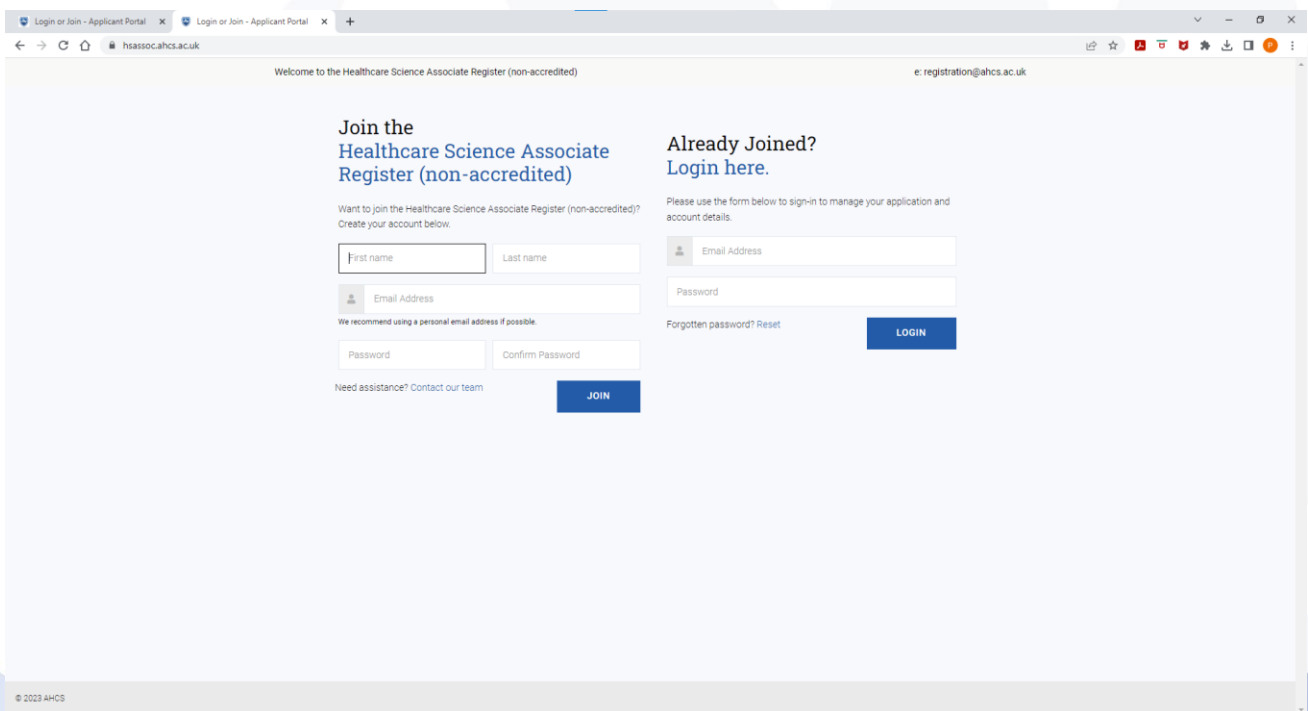 Login or Join - Applicant Portal
Login or Join - Applicant Portal
hsassoc.ahcs.ac.uk
P
Welcome to the Healthcare Science Associate Register (non-accredited)
e: registration@ahcs.ac.uk
Join the
Healthcare Science Associate
Register (non-accredited)
Want to join the Healthcare Science Associate Register (non-accredited)?
Create your account below.
First name
Last name
Email Address
We recommend using a personal email address if possible.
Password
Confirm Password
Need assistance? Contact our team
JOIN
Already Joined?
Login here.
Please use the form below to sign-in to manage your application and
account details.
Email Address
Password
Forgotten password? Reset
LOGIN
© 2023 AHCS